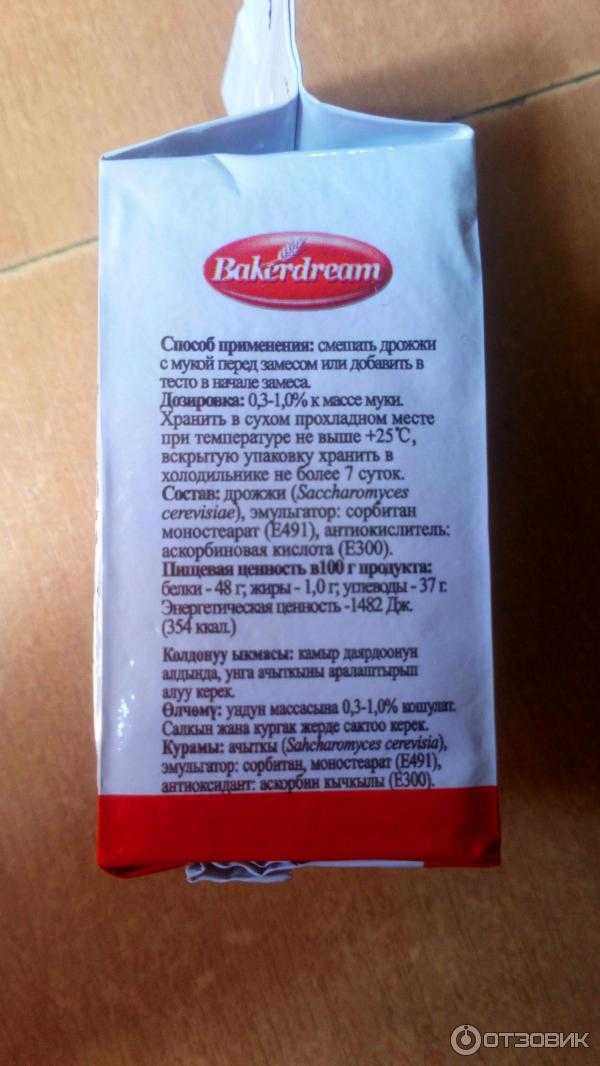 Bakerdream
Способ применения: смешать дрожжи
с мукой перед замесом или добавить в
тесто в начале замеса.
Дозировка: 0,3-1,0% к массе муки.
Хранить в сухом прохладном месте
при температуре не выше +25˚C,
вскрытую упаковку хранить в
холодильнике не более 7 суток.
Состав: дрожжи (Saccharomyces
cerevisiae), эмульгатор: сорбитан
моностеарат (Е491), антиокислитель:
аскорбиновая кислота (Е300).
Пищевая ценность в100 г продукта:
белки - 48 г; жиры - 1,0 г; углеводы - 37 г.
Энергетическая ценность -1482 Дж.
(354 ккал.)
Колдонуу ыкмасы: камыр даярдоонун
алдында, унга ачыткыны аралаштырып
алуу керек.
Өлчөмү: ундун массасына 0,3-1,0% кошулат.
Салкын жана кургак жерде сактоо керек.
Курамы: ачыткы (Sahcharomyces cerevisia),
эмульгатор: сорбитан, моностеарат (Е491),
антиоксидант: аскорбин кычкылы (Е300).
ОТЗОВИК